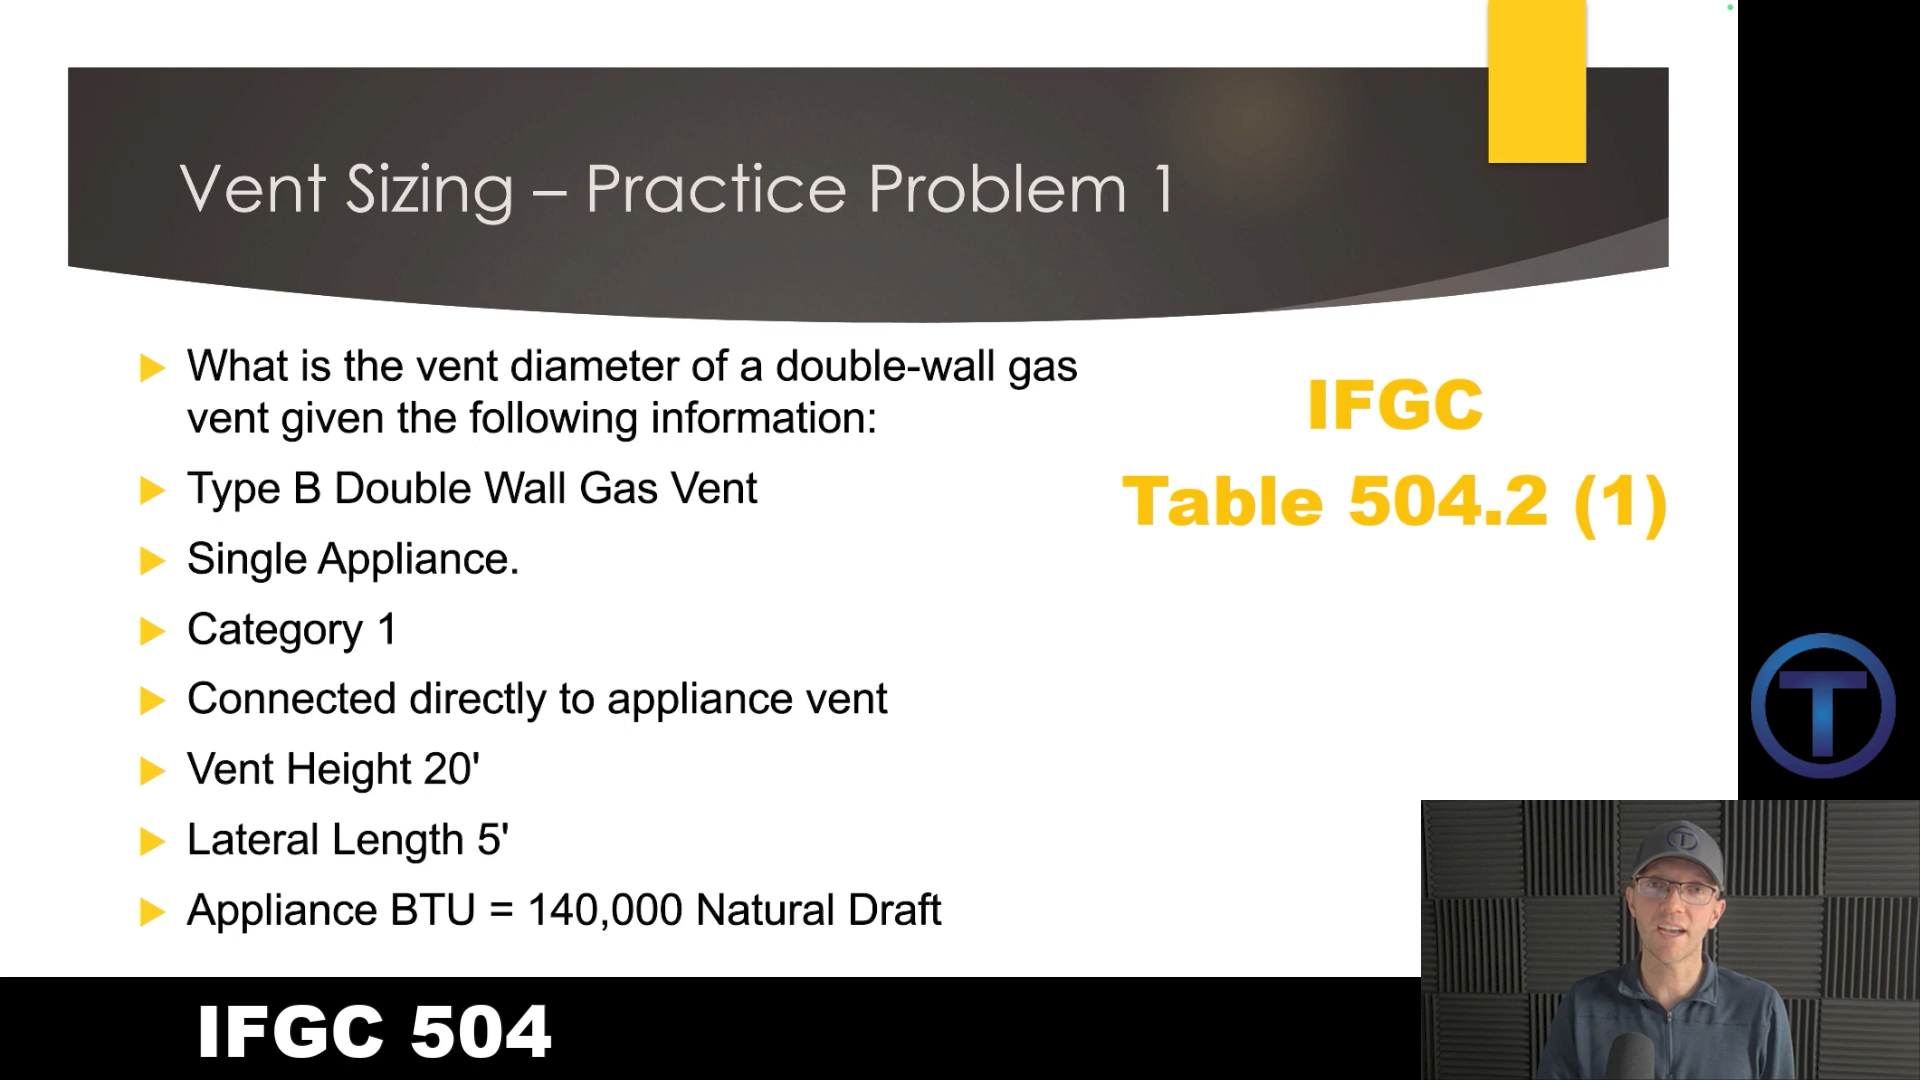 Vent Sizing – Practice Problem 1
What is the vent diameter of a double-wall gas
vent given the following information:
Type B Double Wall Gas Vent
Single Appliance.
Category 1
Connected directly to appliance vent
Vent Height 20'
Lateral Length 5'
Appliance BTU = 140,000 Natural Draft
IFGC
Table 504.2 (1)
T
T
IFGC 504